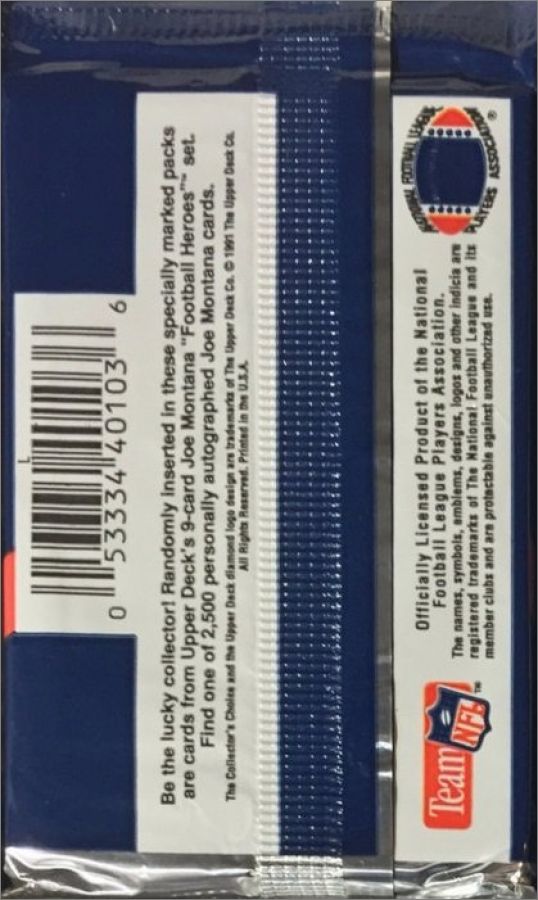 L
0 53334 40103 6
Be the lucky collector! Randomly inserted in these specially marked packs
are cards from Upper Deck's 9-card Joe Montana "Football Heroes"™ set.
Find one of 2,500 personally autographed Joe Montana cards.
The Collector's Choice and the Upper Deck diamond logo design are trademarks of The Upper Deck Co. © 1991 The Upper Deck Co.
All Rights Reserved. Printed in the U.S.A.
Team NFL™
Officially Licensed Product of the National
Football League Players Association.
The names, symbols, emblems, designs, logos and other indicia are
registered trademarks of The National Football League and its
member clubs and are protectable against unauthorized use.
NATIONAL FOOTBALL LEAGUE
PLAYERS ASSOCIATION®